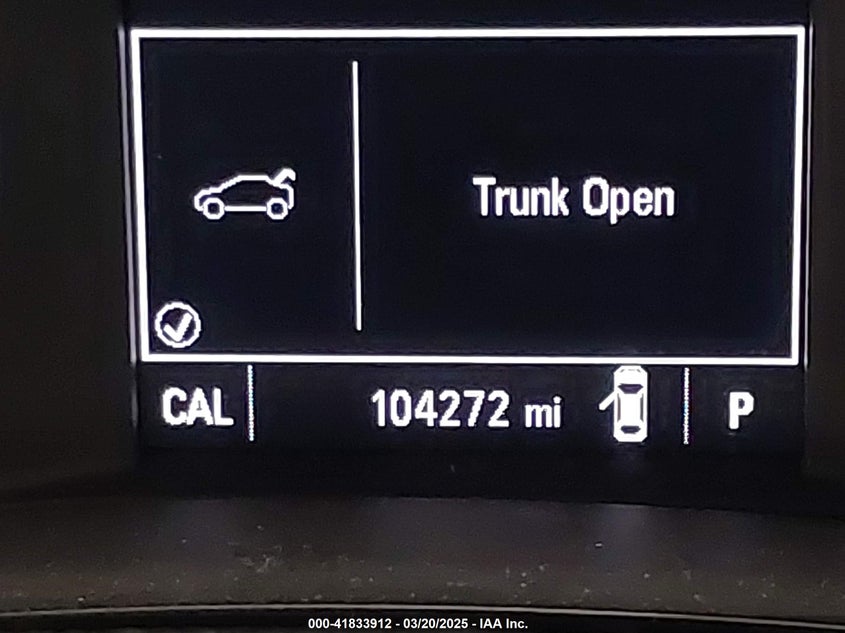 Trunk Open
CAL 104272 mi P
000-41833912 - 03/20/2025 - IAA Inc.